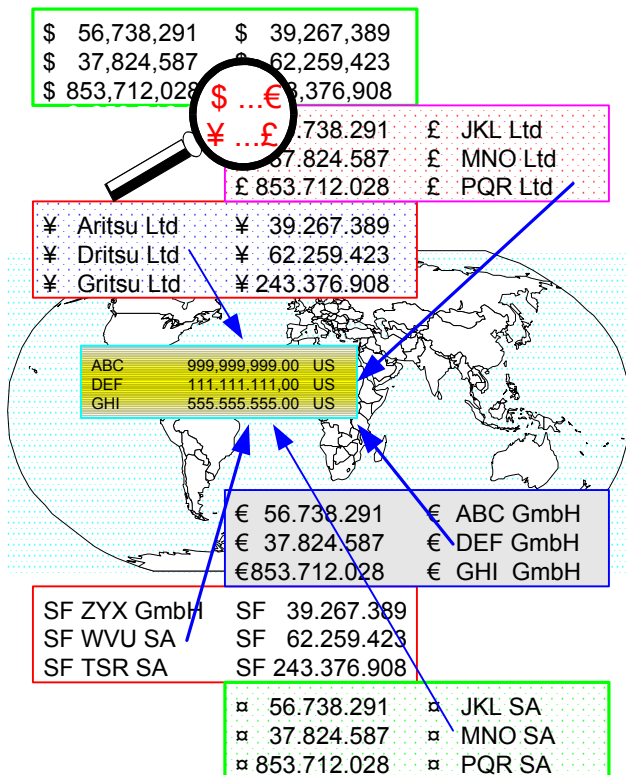 $ 56,738,291 $ 39,267,389
$ 37,824,587 62,259,423
$ 853,712,028
$ ...€
¥ ...£
£ JKL Ltd
£ MNO Ltd
£ 853.712.028 £ PQR Ltd
¥ Aritsu Ltd ¥ 39.267.389
¥ Dritsu Ltd ¥ 62.259.423
¥ Gritsu Ltd ¥ 243.376.908
ABC 999,999,999.00 US
DEF 111.111.111,00 US
GHI 555.555.555.00 US
€ 56.738.291 € ABC GmbH
€ 37.824.587 € DEF GmbH
€853.712.028 € GHI GmbH
SF ZYX GmbH SF 39.267.389
SF WVU SA SF 62.259.423
SF TSR SA SF 243.376.908
¤ 56.738.291 ¤ JKL SA
¤ 37.824.587 ¤ MNO SA
¤ 853.712.028 ¤ PQR SA